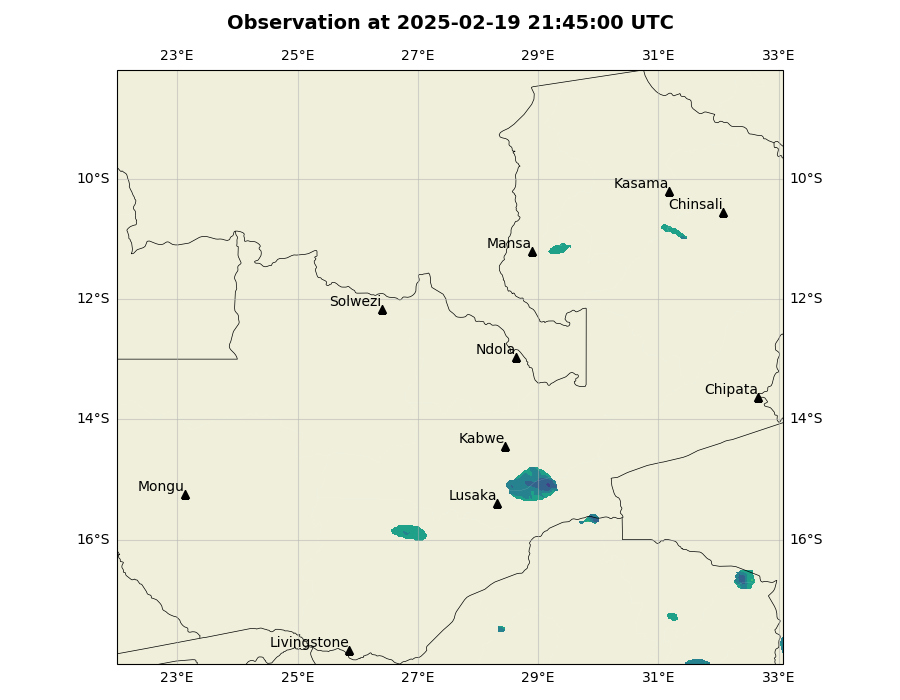 Observation at 2025-02-19 21:45:00 UTC
23°E 25°E 27°E 29°E 31°E 33°E
10°S 10°S
Kasama
Chinsali
Mansa
12°S 12°S
Solwezi
Ndola
Chipata
14°S 14°S
Kabwe
Mongu
Lusaka
16°S 16°S
Livingstone
23°E 25°E 27°E 29°E 31°E 33°E